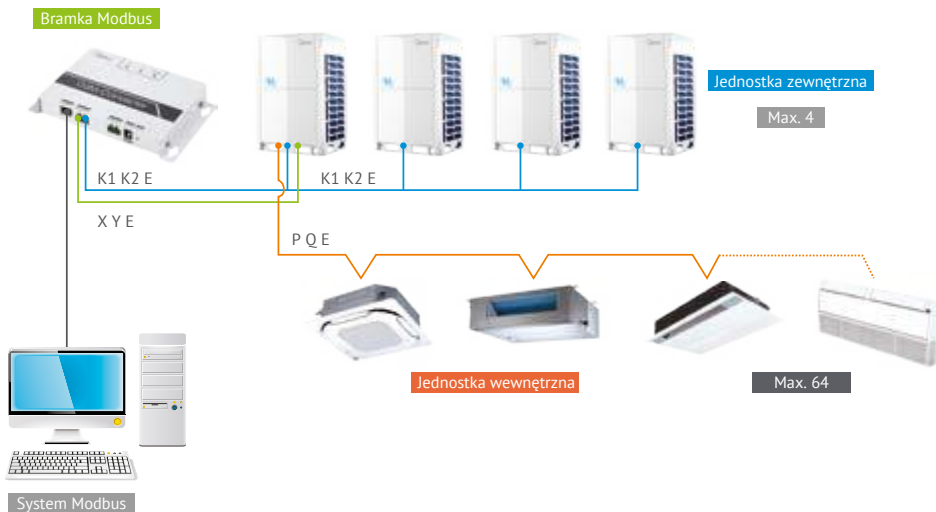 Bramka Modbus
Jednostka zewnętrzna
Max. 4
K1 K2 E
K1 K2 E
X Y E
P Q E
Jednostka wewnętrzna
Max. 64
System Modbus